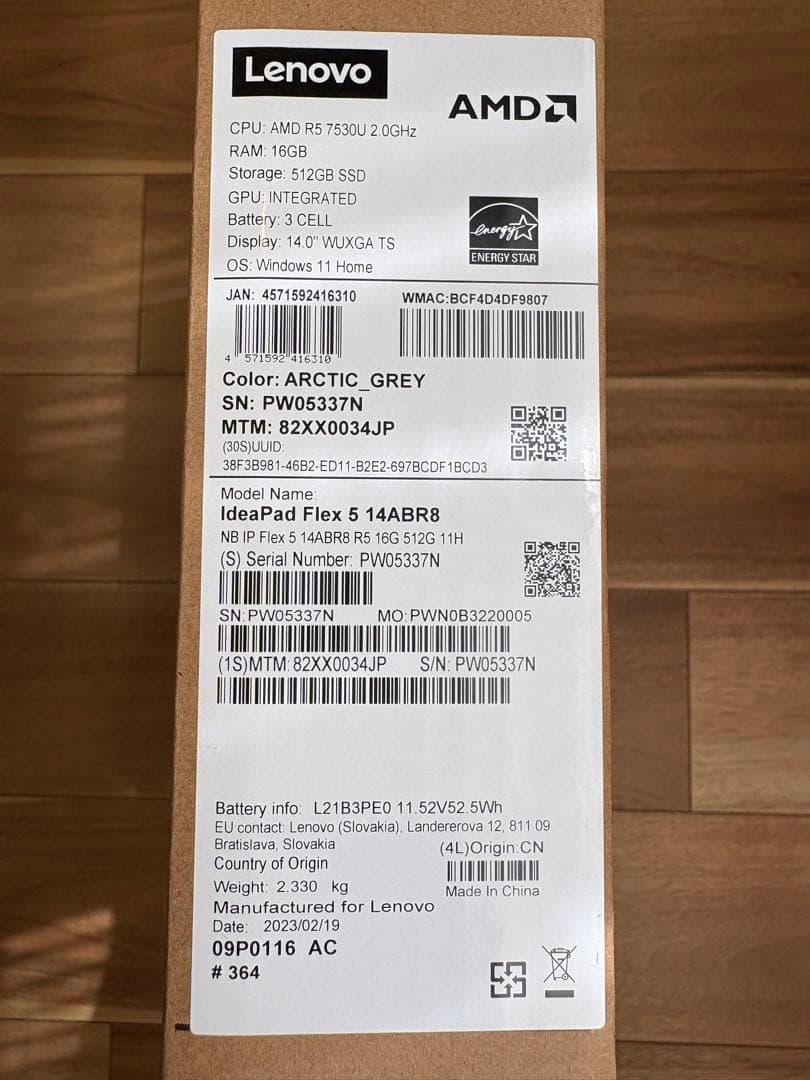 Lenovo
AMD
CPU: AMD R5 7530U 2.0GHz
RAM: 16GB
Storage: 512GB SSD
GPU: INTEGRATED
Battery: 3 CELL
Display: 14.0" WUXGA TS
OS: Windows 11 Home
energy
ENERGY STAR
JAN: 4571592416310
WMAC:BCF4D4DF9807
4 571592 416310
Color: ARCTIC_GREY
SN: PW05337N
MTM: 82XX0034JP
(30S)UUID:
38F3B981-46B2-ED11-B2E2-697BCDF1BCD3
Model Name:
IdeaPad Flex 5 14ABR8
NB IP Flex 5 14ABR8 R5 16G 512G 11H
(S) Serial Number: PW05337N
SN:PW05337N MO:PWN0B3220005
(1S)MTM:82XX0034JP S/N: PW05337N
Battery info: L21B3PE0 11.52V52.5Wh
EU contact: Lenovo (Slovakia), Landererova 12, 811 09
Bratislava, Slovakia
(4L)Origin:CN
Country of Origin
Made In China
Weight: 2.330 kg
Manufactured for Lenovo
Date: 2023/02/19
09P0116 AC
# 364